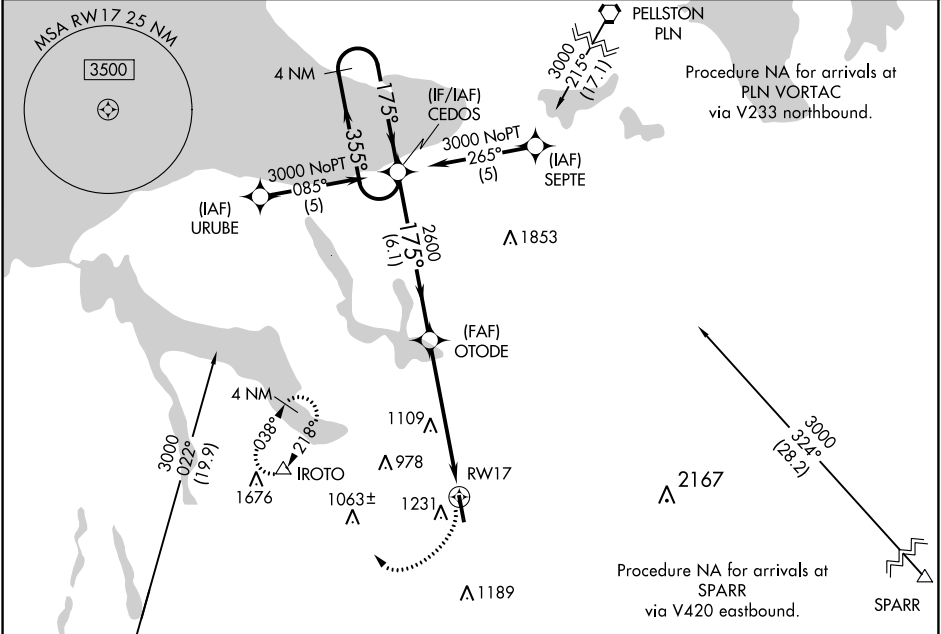 MSA RW17 25 NM
3500
PELLSTON
PLN
3000
215°
(17.1)
Procedure NA for arrivals at
PLN VORTAC
via V233 northbound.
4 NM
175°
355°
(IF/IAF)
CEDOS
3000 NoPT
265°
(5)
(IAF)
SEPTE
3000 NoPT
085°
(5)
(IAF)
URUBE
2600
175°
(6.1)
1853
(FAF)
OTODE
4 NM
038°
218°
IROTO
1676
3000
022°
(19.9)
1109
978
1063±
1231
RW17
1189
2167
3000
324°
(28.2)
Procedure NA for arrivals at
SPARR
via V420 eastbound.
SPARR